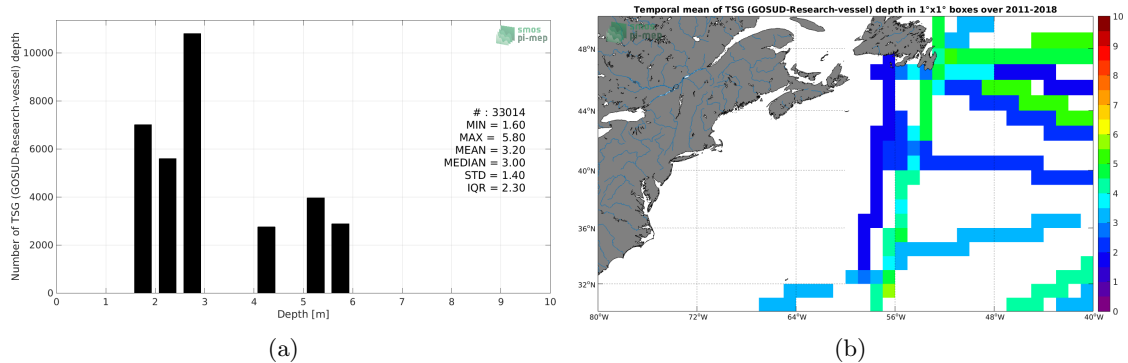 smos
pi-mep
10000
8000
6000
4000
2000
0
Number of TSG (GOSUD-Research-vessel) depth
# : 33014
MIN = 1.60
MAX = 5.80
MEAN = 3.20
MEDIAN = 3.00
STD = 1.40
IQR = 2.30
0 1 2 3 4 5 6 7 8 9 10
Depth [m]
(a)
Temporal mean of TSG (GOSUD-Research-vessel) depth in 1°x1° boxes over 2011-2018
smos
pi-mep
48°N
44°N
40°N
36°N
32°N
80°W 72°W 64°W 56°W 48°W 40°W
10
9
8
7
6
5
4
3
2
1
0
(b)